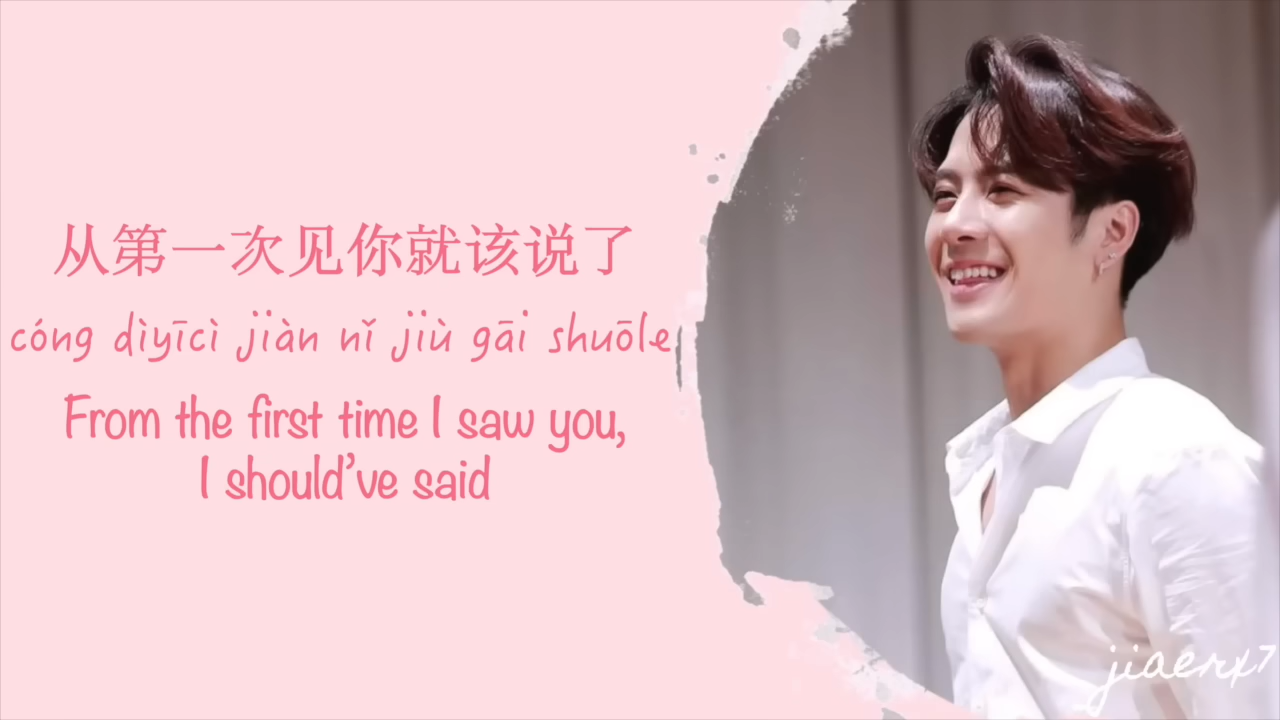 从第一次见你就该说了
cóng dìyīcì jiàn nǐ jiù gāi shuōle
From the first time I saw you,
I should've said
jiaerx7